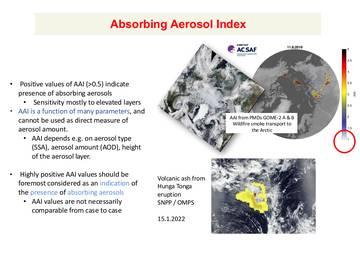 Absorbing Aerosol Index
• Positive values of AAI (>0.5) indicate
presence of absorbing aerosols
• Sensitivity mostly to elevated layers
• AAI is a function of many parameters, and
cannot be used as direct measure of
aerosol amount.
• AAI depends e.g. on aerosol type
(SSA), aerosol amount (AOD), height
of the aerosol layer.
• Highly positive AAI values should be
foremost considered as an indication of
the presence of absorbing aerosols
• AAI values are not necessarily
comparable from case to case
AC SAF
11.8.2018
AAI from PMDs GOME-2 A & B
Wildfire smoke transport to
the Arctic
Volcanic ash from
Hunga Tonga
eruption
SNPP / OMPS
15.1.2022